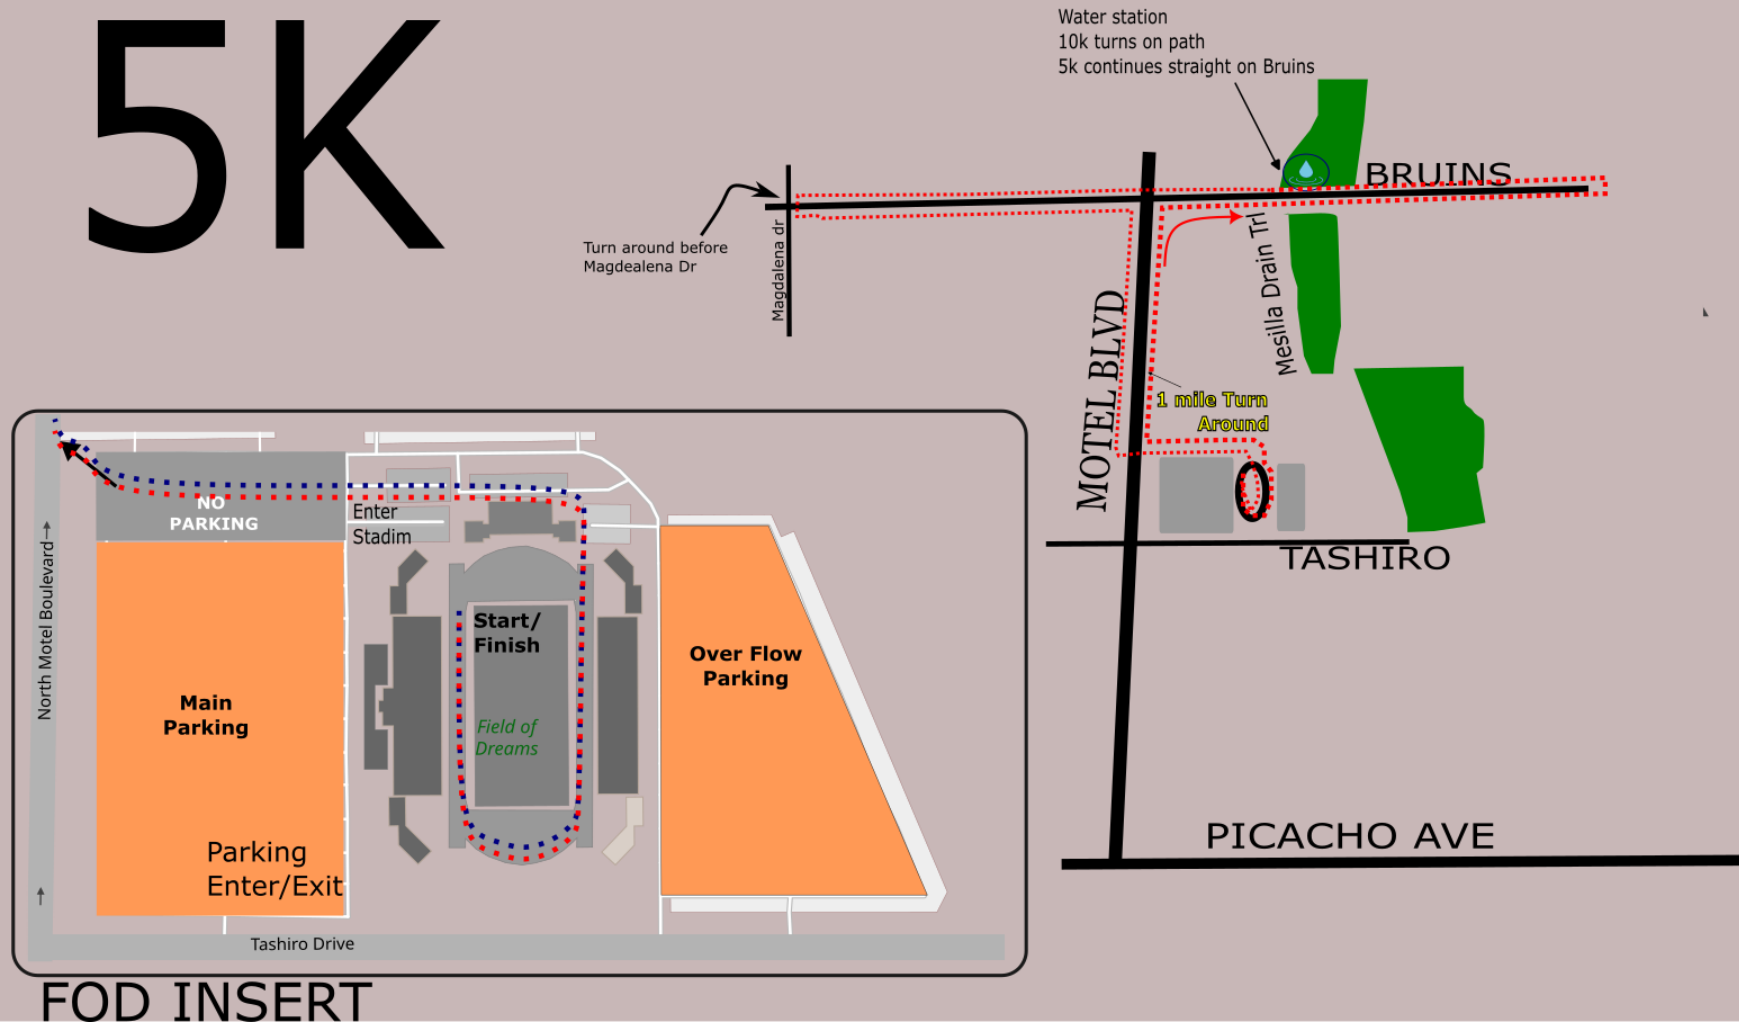 5K
Water station
10k turns on path
5k continues straight on Bruins
BRUINS
Turn around before
Magdealena Dr
Magdalena dr
Mesilla Drain Trl
MOTEL BLVD
1 mile Turn
Around
TASHIRO
PICACHO AVE
NO
PARKING
Enter
Stadim
North Motel Boulevard
Start/
Finish
Main
Parking
Over Flow
Parking
Field of
Dreams
Parking
Enter/Exit
Tashiro Drive
FOD INSERT